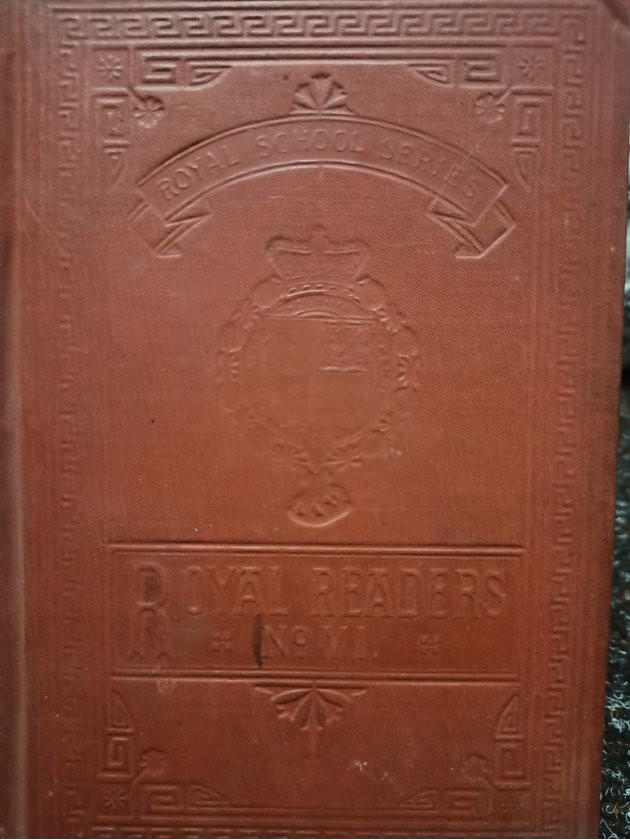 ROYAL SCHOOL SERIES
ROYAL READERS
No VI.